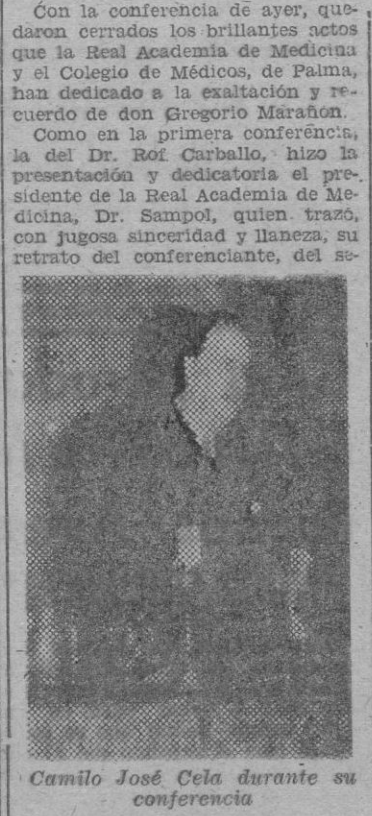 Con la conferencia de ayer, que-
daron cerrados los brillantes actos
que la Real Academia de Medicina
y el Colegio de Médicos, de Palma,
han dedicado a la exaltación y re-
cuerdo de don Gregorio Marañón.
Como en la primera conferencia,
la del Dr. Rof Carballo, hizo la
presentación y dedicatoria el pre-
sidente de la Real Academia de Me-
dicina, Dr. Sampol, quien trazó,
con jugosa sinceridad y llaneza, su
retrato del conferenciante, del se-
Camilo José Cela durante su
conferencia